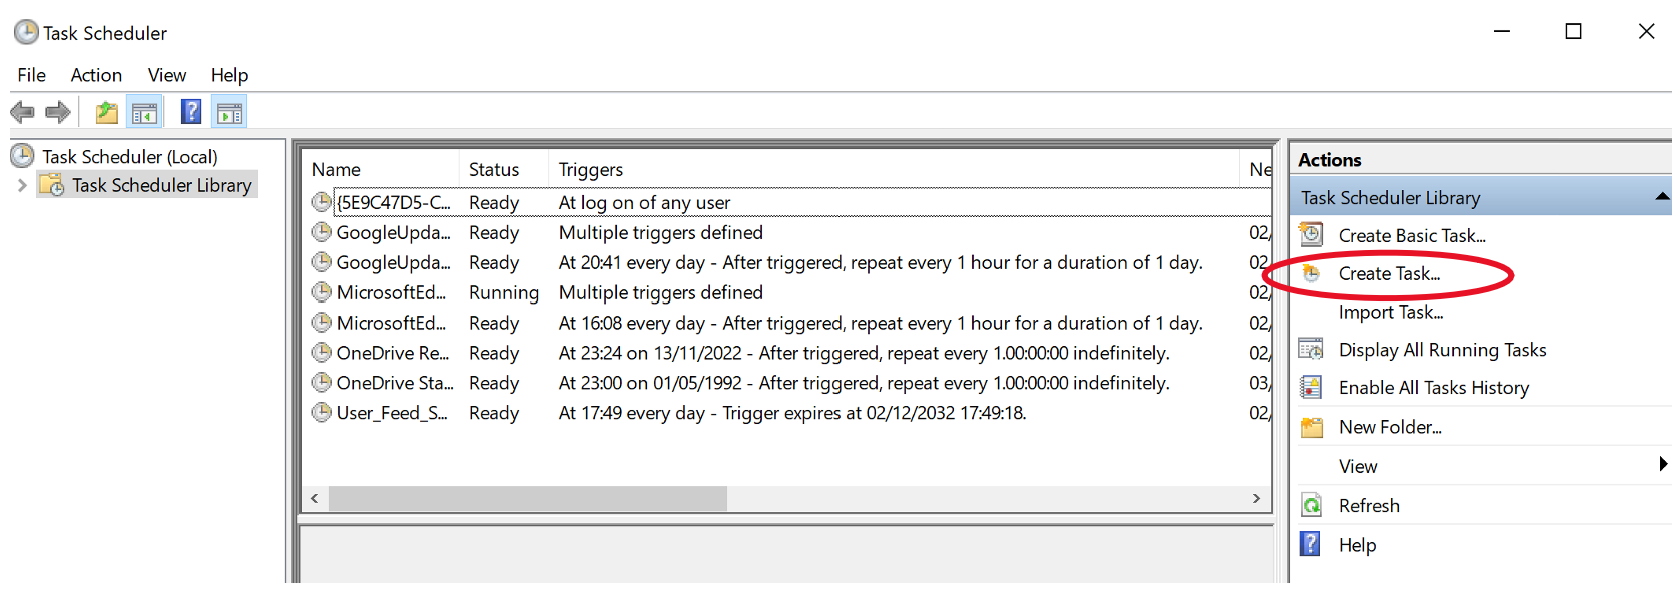 Task Scheduler
File Action View Help
Task Scheduler (Local)
Task Scheduler Library
Name Status Triggers Ne
{5E9C47D5-C... Ready At log on of any user
GoogleUpda... Ready Multiple triggers defined 02/
GoogleUpda... Ready At 20:41 every day - After triggered, repeat every 1 hour for a duration of 1 day. 02/
MicrosoftEd... Running Multiple triggers defined 02/
MicrosoftEd... Ready At 16:08 every day - After triggered, repeat every 1 hour for a duration of 1 day. 02/
OneDrive Re... Ready At 23:24 on 13/11/2022 - After triggered, repeat every 1.00:00:00 indefinitely. 02/
OneDrive Sta... Ready At 23:00 on 01/05/1992 - After triggered, repeat every 1.00:00:00 indefinitely. 03/
User_Feed_S... Ready At 17:49 every day - Trigger expires at 02/12/2032 17:49:18. 02/
Actions
Task Scheduler Library
Create Basic Task...
Create Task...
Import Task...
Display All Running Tasks
Enable All Tasks History
New Folder...
View
Refresh
Help